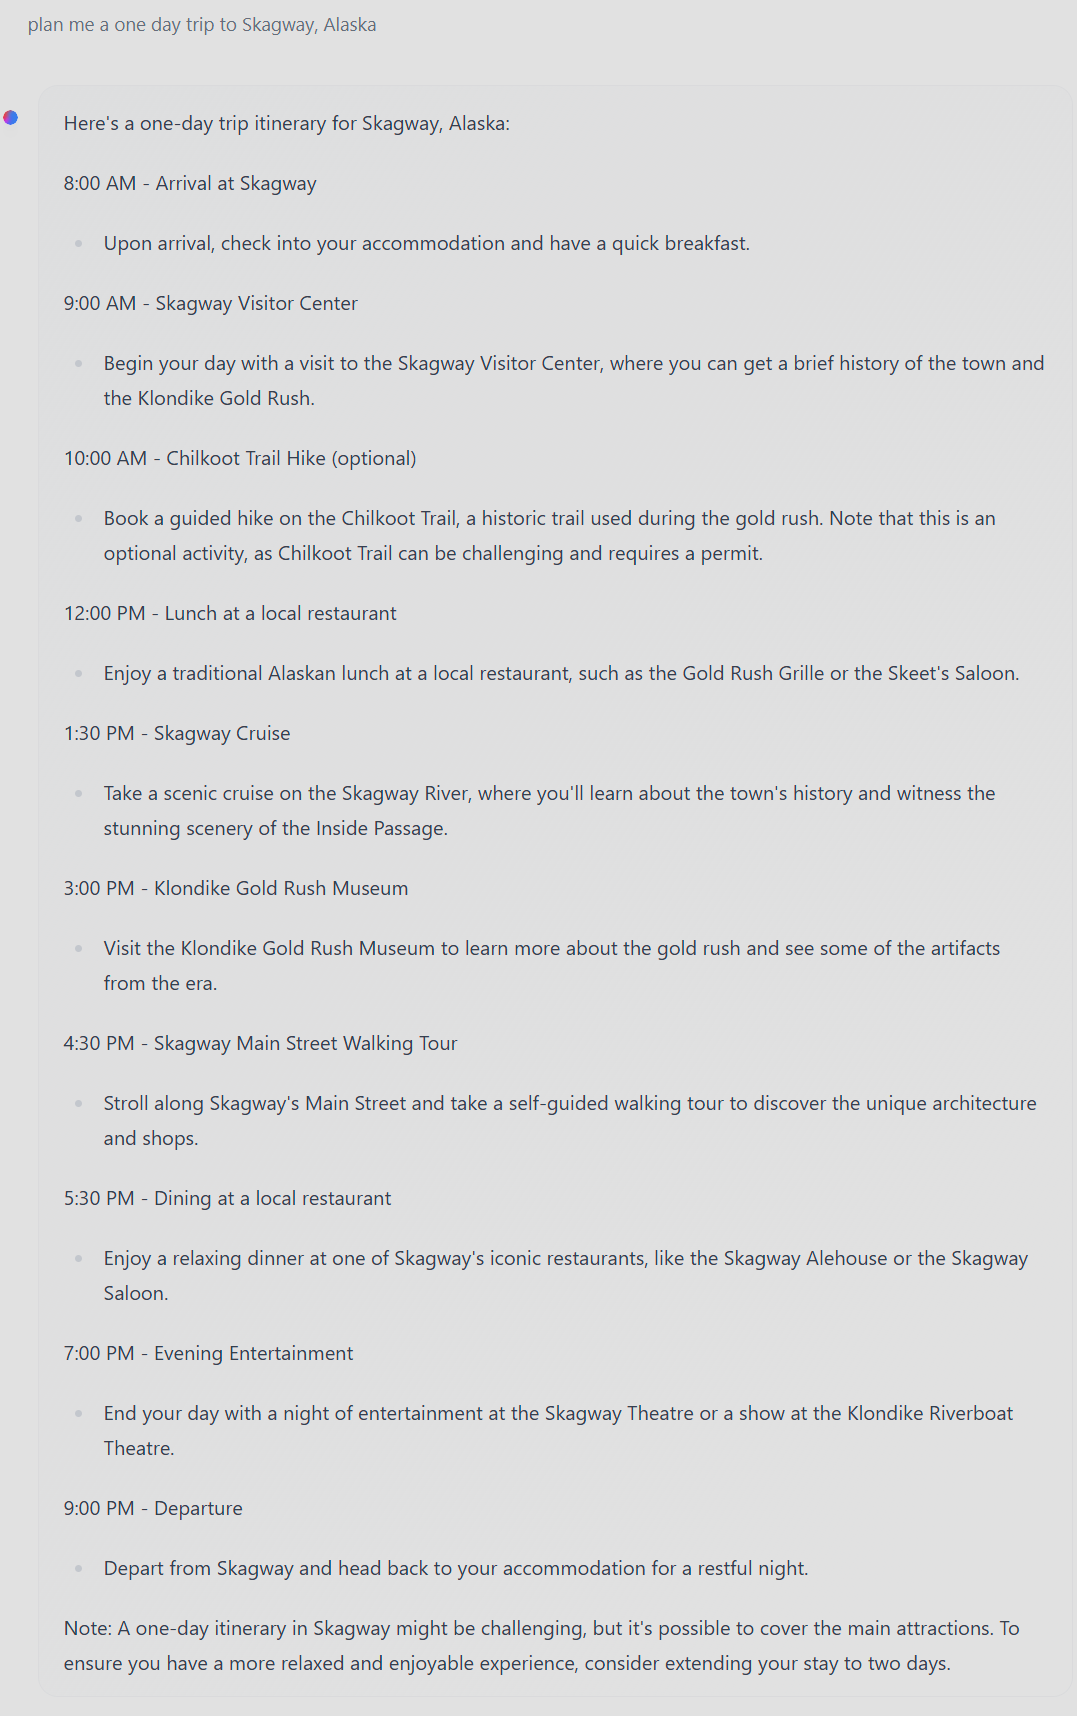 plan me a one day trip to Skagway, Alaska
Here's a one-day trip itinerary for Skagway, Alaska:
8:00 AM - Arrival at Skagway
Upon arrival, check into your accommodation and have a quick breakfast.
9:00 AM - Skagway Visitor Center
Begin your day with a visit to the Skagway Visitor Center, where you can get a brief history of the town and
the Klondike Gold Rush.
10:00 AM - Chilkoot Trail Hike (optional)
Book a guided hike on the Chilkoot Trail, a historic trail used during the gold rush. Note that this is an
optional activity, as Chilkoot Trail can be challenging and requires a permit.
12:00 PM - Lunch at a local restaurant
Enjoy a traditional Alaskan lunch at a local restaurant, such as the Gold Rush Grille or the Skeet's Saloon.
1:30 PM - Skagway Cruise
Take a scenic cruise on the Skagway River, where you'll learn about the town's history and witness the
stunning scenery of the Inside Passage.
3:00 PM - Klondike Gold Rush Museum
Visit the Klondike Gold Rush Museum to learn more about the gold rush and see some of the artifacts
from the era.
4:30 PM - Skagway Main Street Walking Tour
Stroll along Skagway's Main Street and take a self-guided walking tour to discover the unique architecture
and shops.
5:30 PM - Dining at a local restaurant
Enjoy a relaxing dinner at one of Skagway's iconic restaurants, like the Skagway Alehouse or the Skagway
Saloon.
7:00 PM - Evening Entertainment
End your day with a night of entertainment at the Skagway Theatre or a show at the Klondike Riverboat
Theatre.
9:00 PM - Departure
Depart from Skagway and head back to your accommodation for a restful night.
Note: A one-day itinerary in Skagway might be challenging, but it's possible to cover the main attractions. To
ensure you have a more relaxed and enjoyable experience, consider extending your stay to two days.